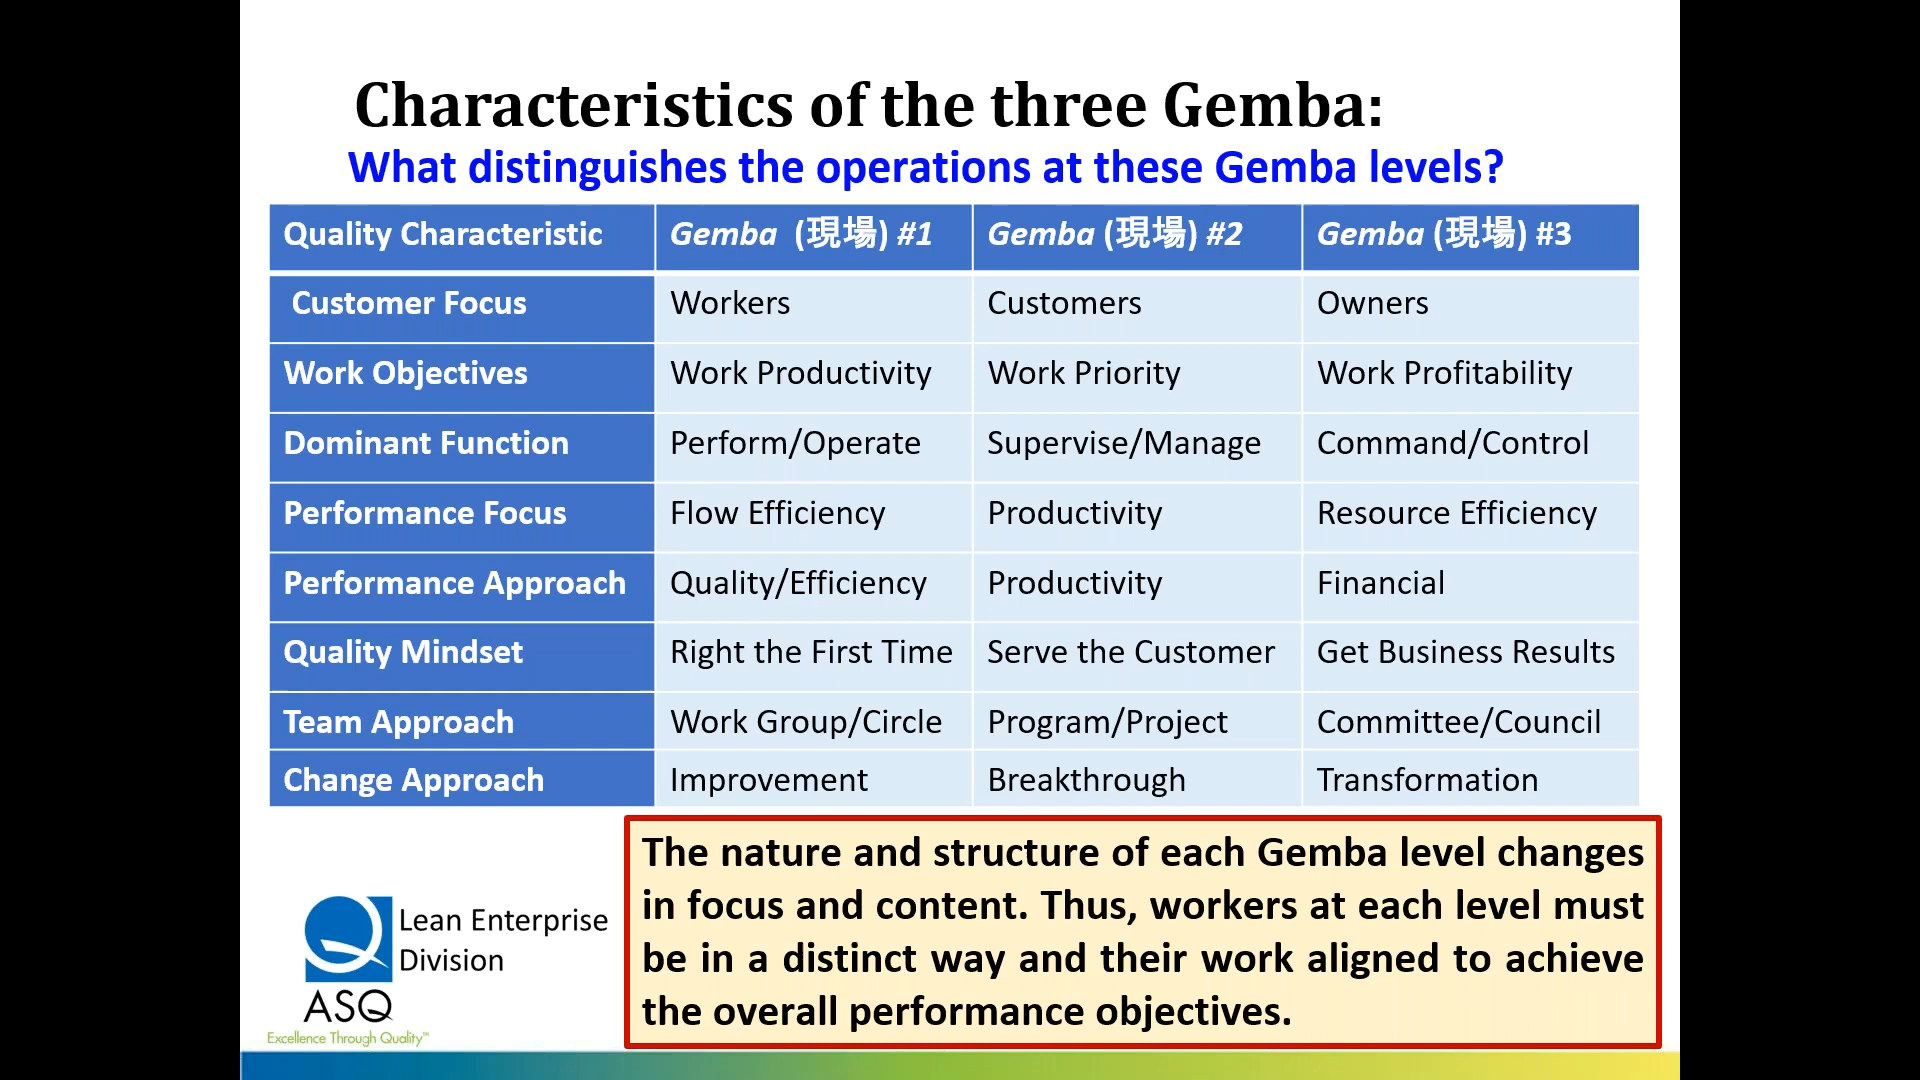 Characteristics of the three Gemba:
What distinguishes the operations at these Gemba levels?
Quality Characteristic Gemba (現場) #1 Gemba (現場) #2 Gemba (現場) #3
Customer Focus Workers Customers Owners
Work Objectives Work Productivity Work Priority Work Profitability
Dominant Function Perform/Operate Supervise/Manage Command/Control
Performance Focus Flow Efficiency Productivity Resource Efficiency
Performance Approach Quality/Efficiency Productivity Financial
Quality Mindset Right the First Time Serve the Customer Get Business Results
Team Approach Work Group/Circle Program/Project Committee/Council
Change Approach Improvement Breakthrough Transformation
The nature and structure of each Gemba level changes
in focus and content. Thus, workers at each level must
be in a distinct way and their work aligned to achieve
the overall performance objectives.
Lean Enterprise
Division
ASQ
Excellence Through Quality™